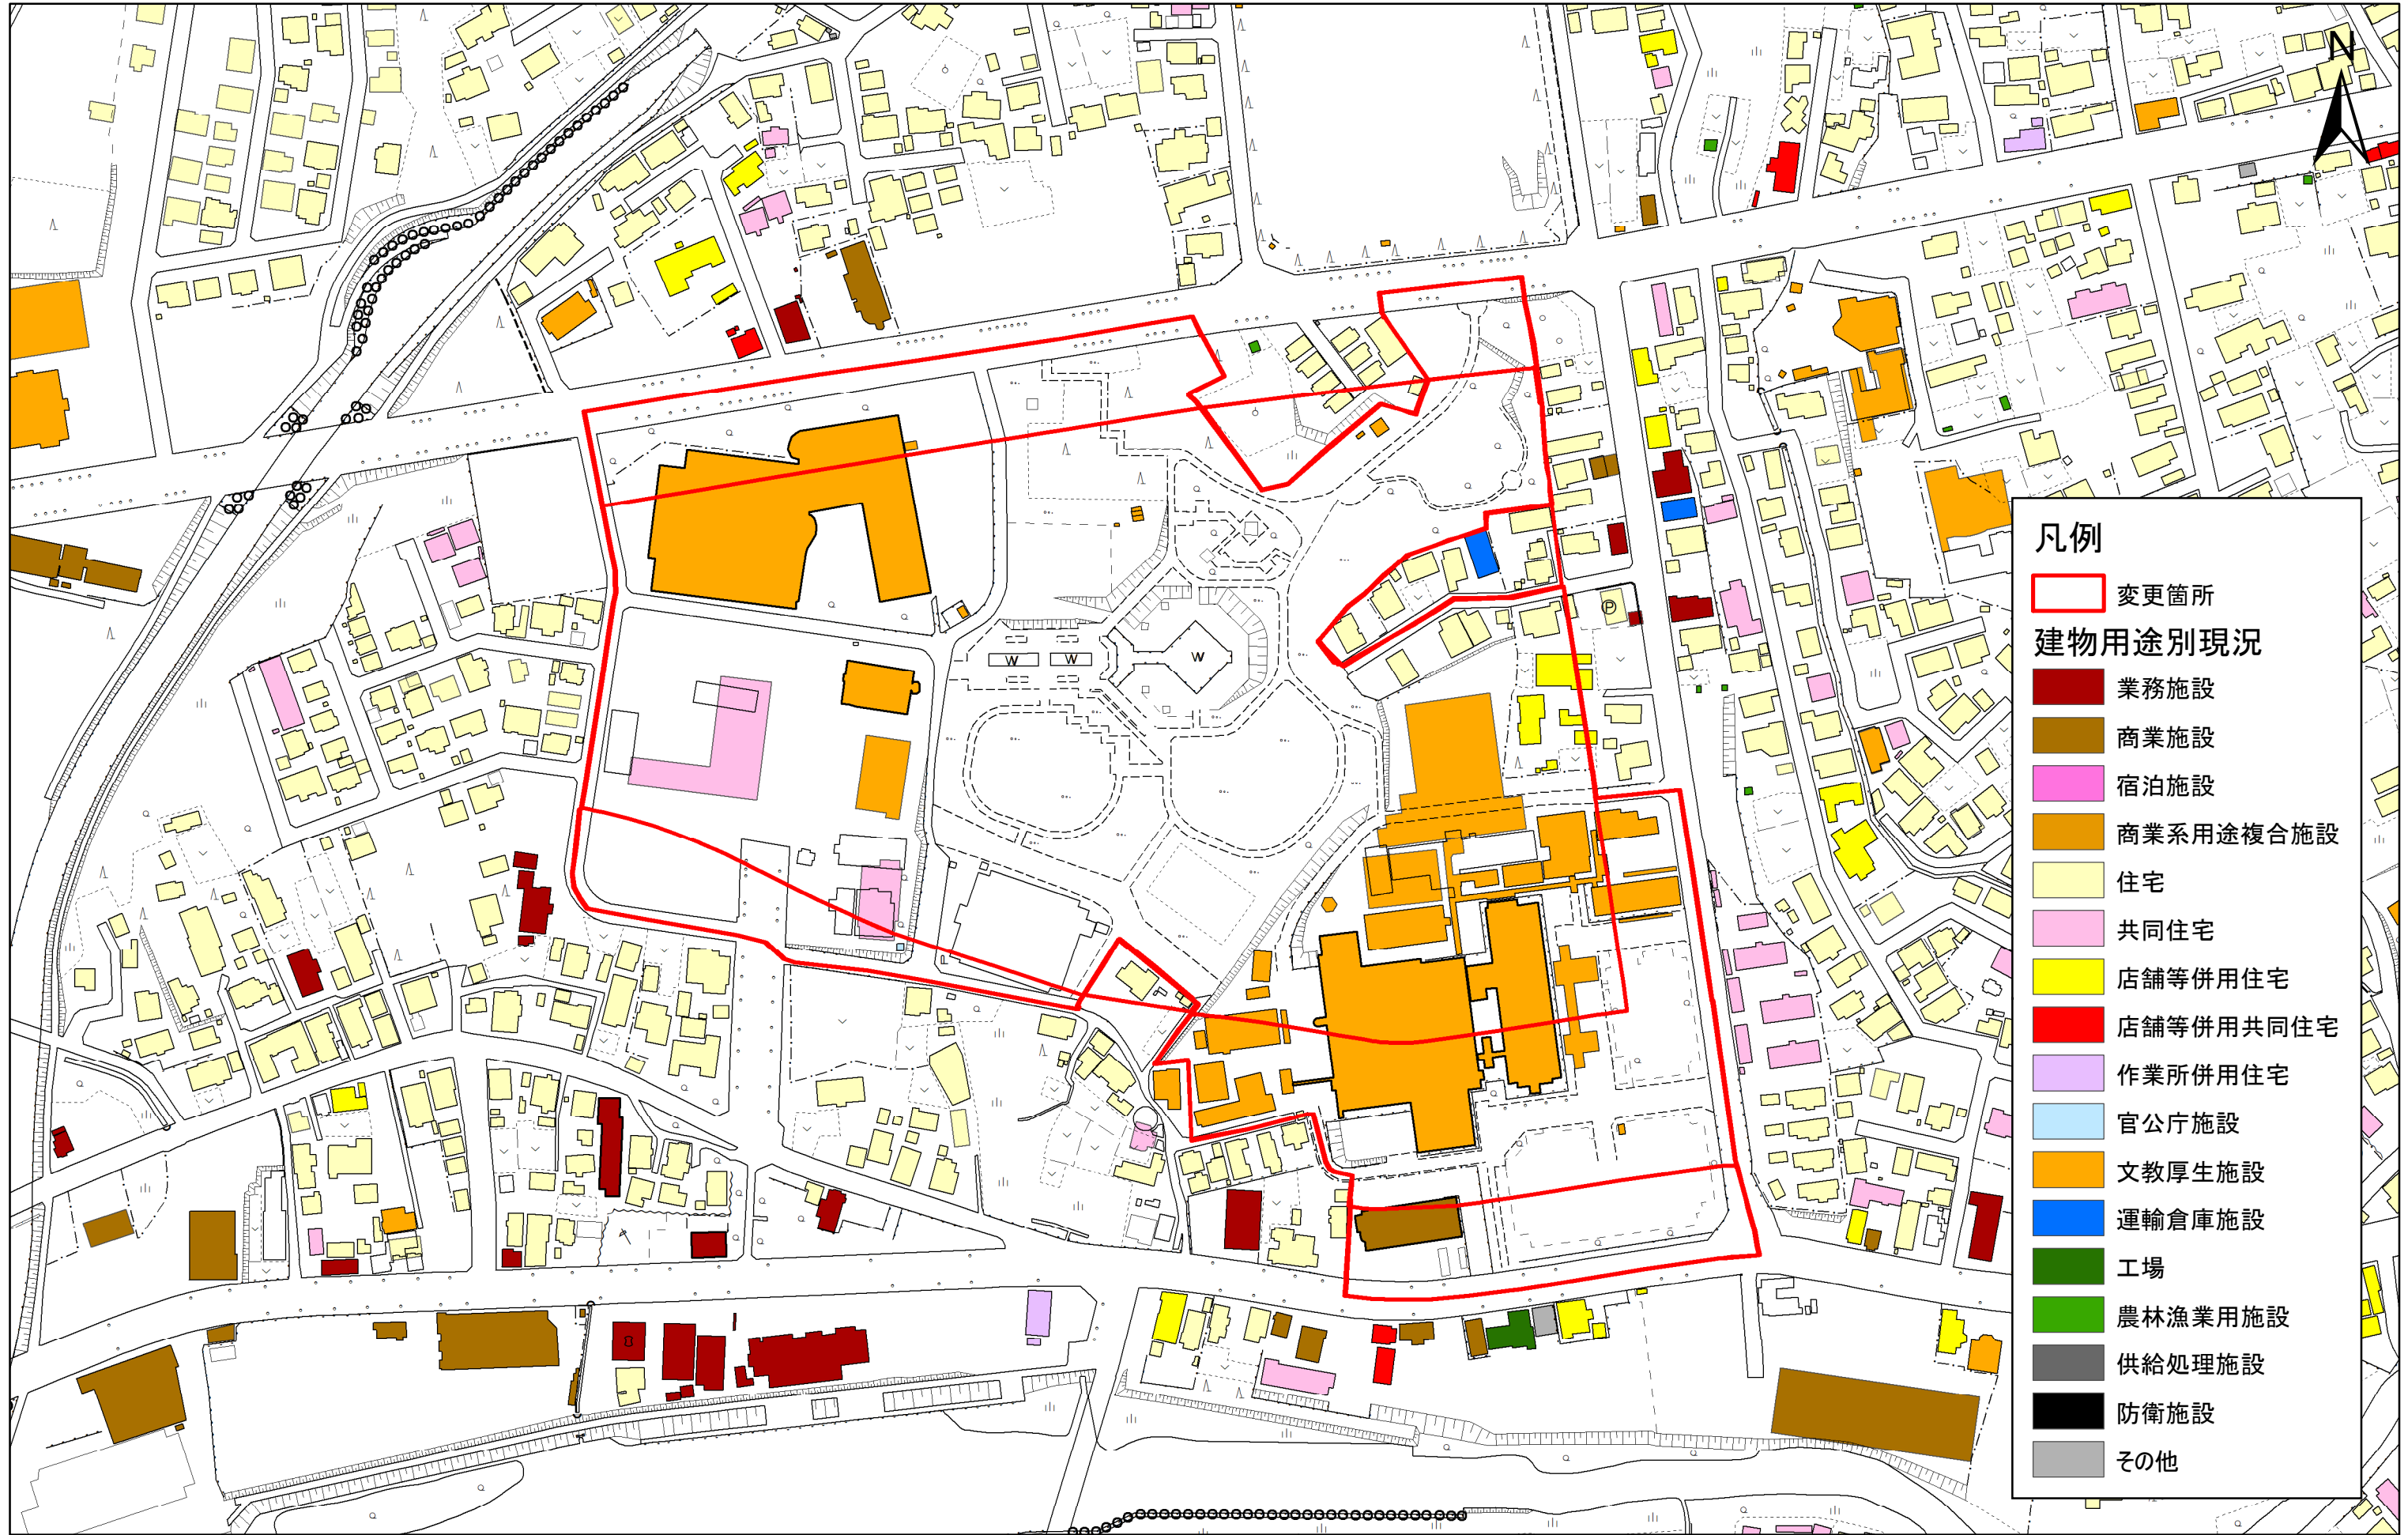 N
凡例
変更箇所
建物用途別現況
業務施設
商業施設
宿泊施設
商業系用途複合施設
住宅
共同住宅
店舗等併用住宅
店舗等併用共同住宅
作業所併用住宅
官公庁施設
文教厚生施設
運輸倉庫施設
工場
農林漁業用施設
供給処理施設
防衛施設
その他
P
W
W
W